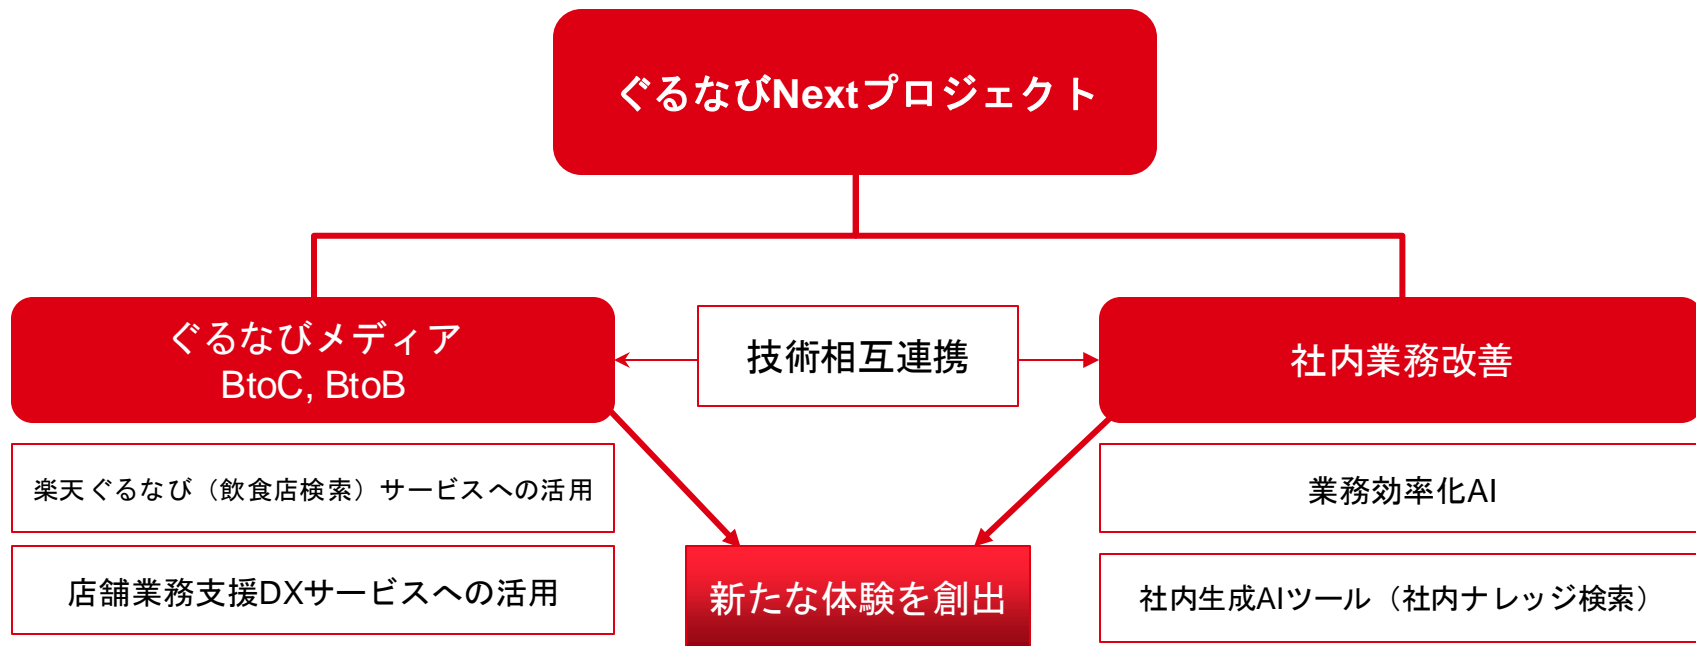 ぐるなびNextプロジェクト
ぐるなびメディア
BtoC, BtoB
技術相互連携
社内業務改善
楽天ぐるなび（飲食店検索）サービスへの活用
業務効率化AI
店舗業務支援DXサービスへの活用
新たな体験を創出
社内生成AIツール（社内ナレッジ検索）